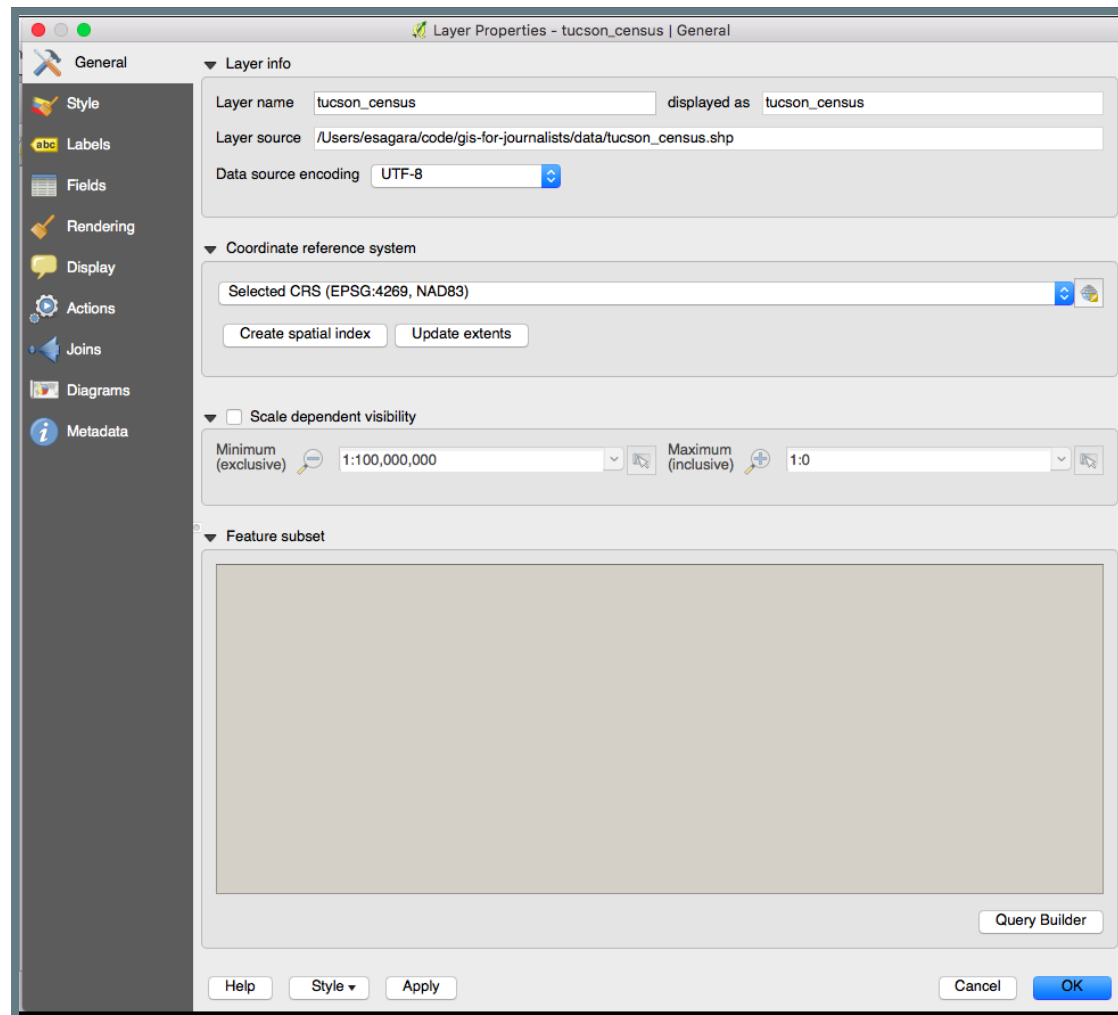 Layer Properties - tucson_census | General
General
Style
abc Labels
Fields
Rendering
Display
Actions
Joins
Diagrams
i Metadata
Layer info
Layer name tucson_census displayed as tucson_census
Layer source /Users/esagara/code/gis-for-journalists/data/tucson_census.shp
Data source encoding UTF-8
Coordinate reference system
Selected CRS (EPSG:4269, NAD83)
Create spatial index Update extents
Scale dependent visibility
Minimum (exclusive) 1:100,000,000 Maximum (inclusive) 1:0
Feature subset
Query Builder
Help Style Apply Cancel OK